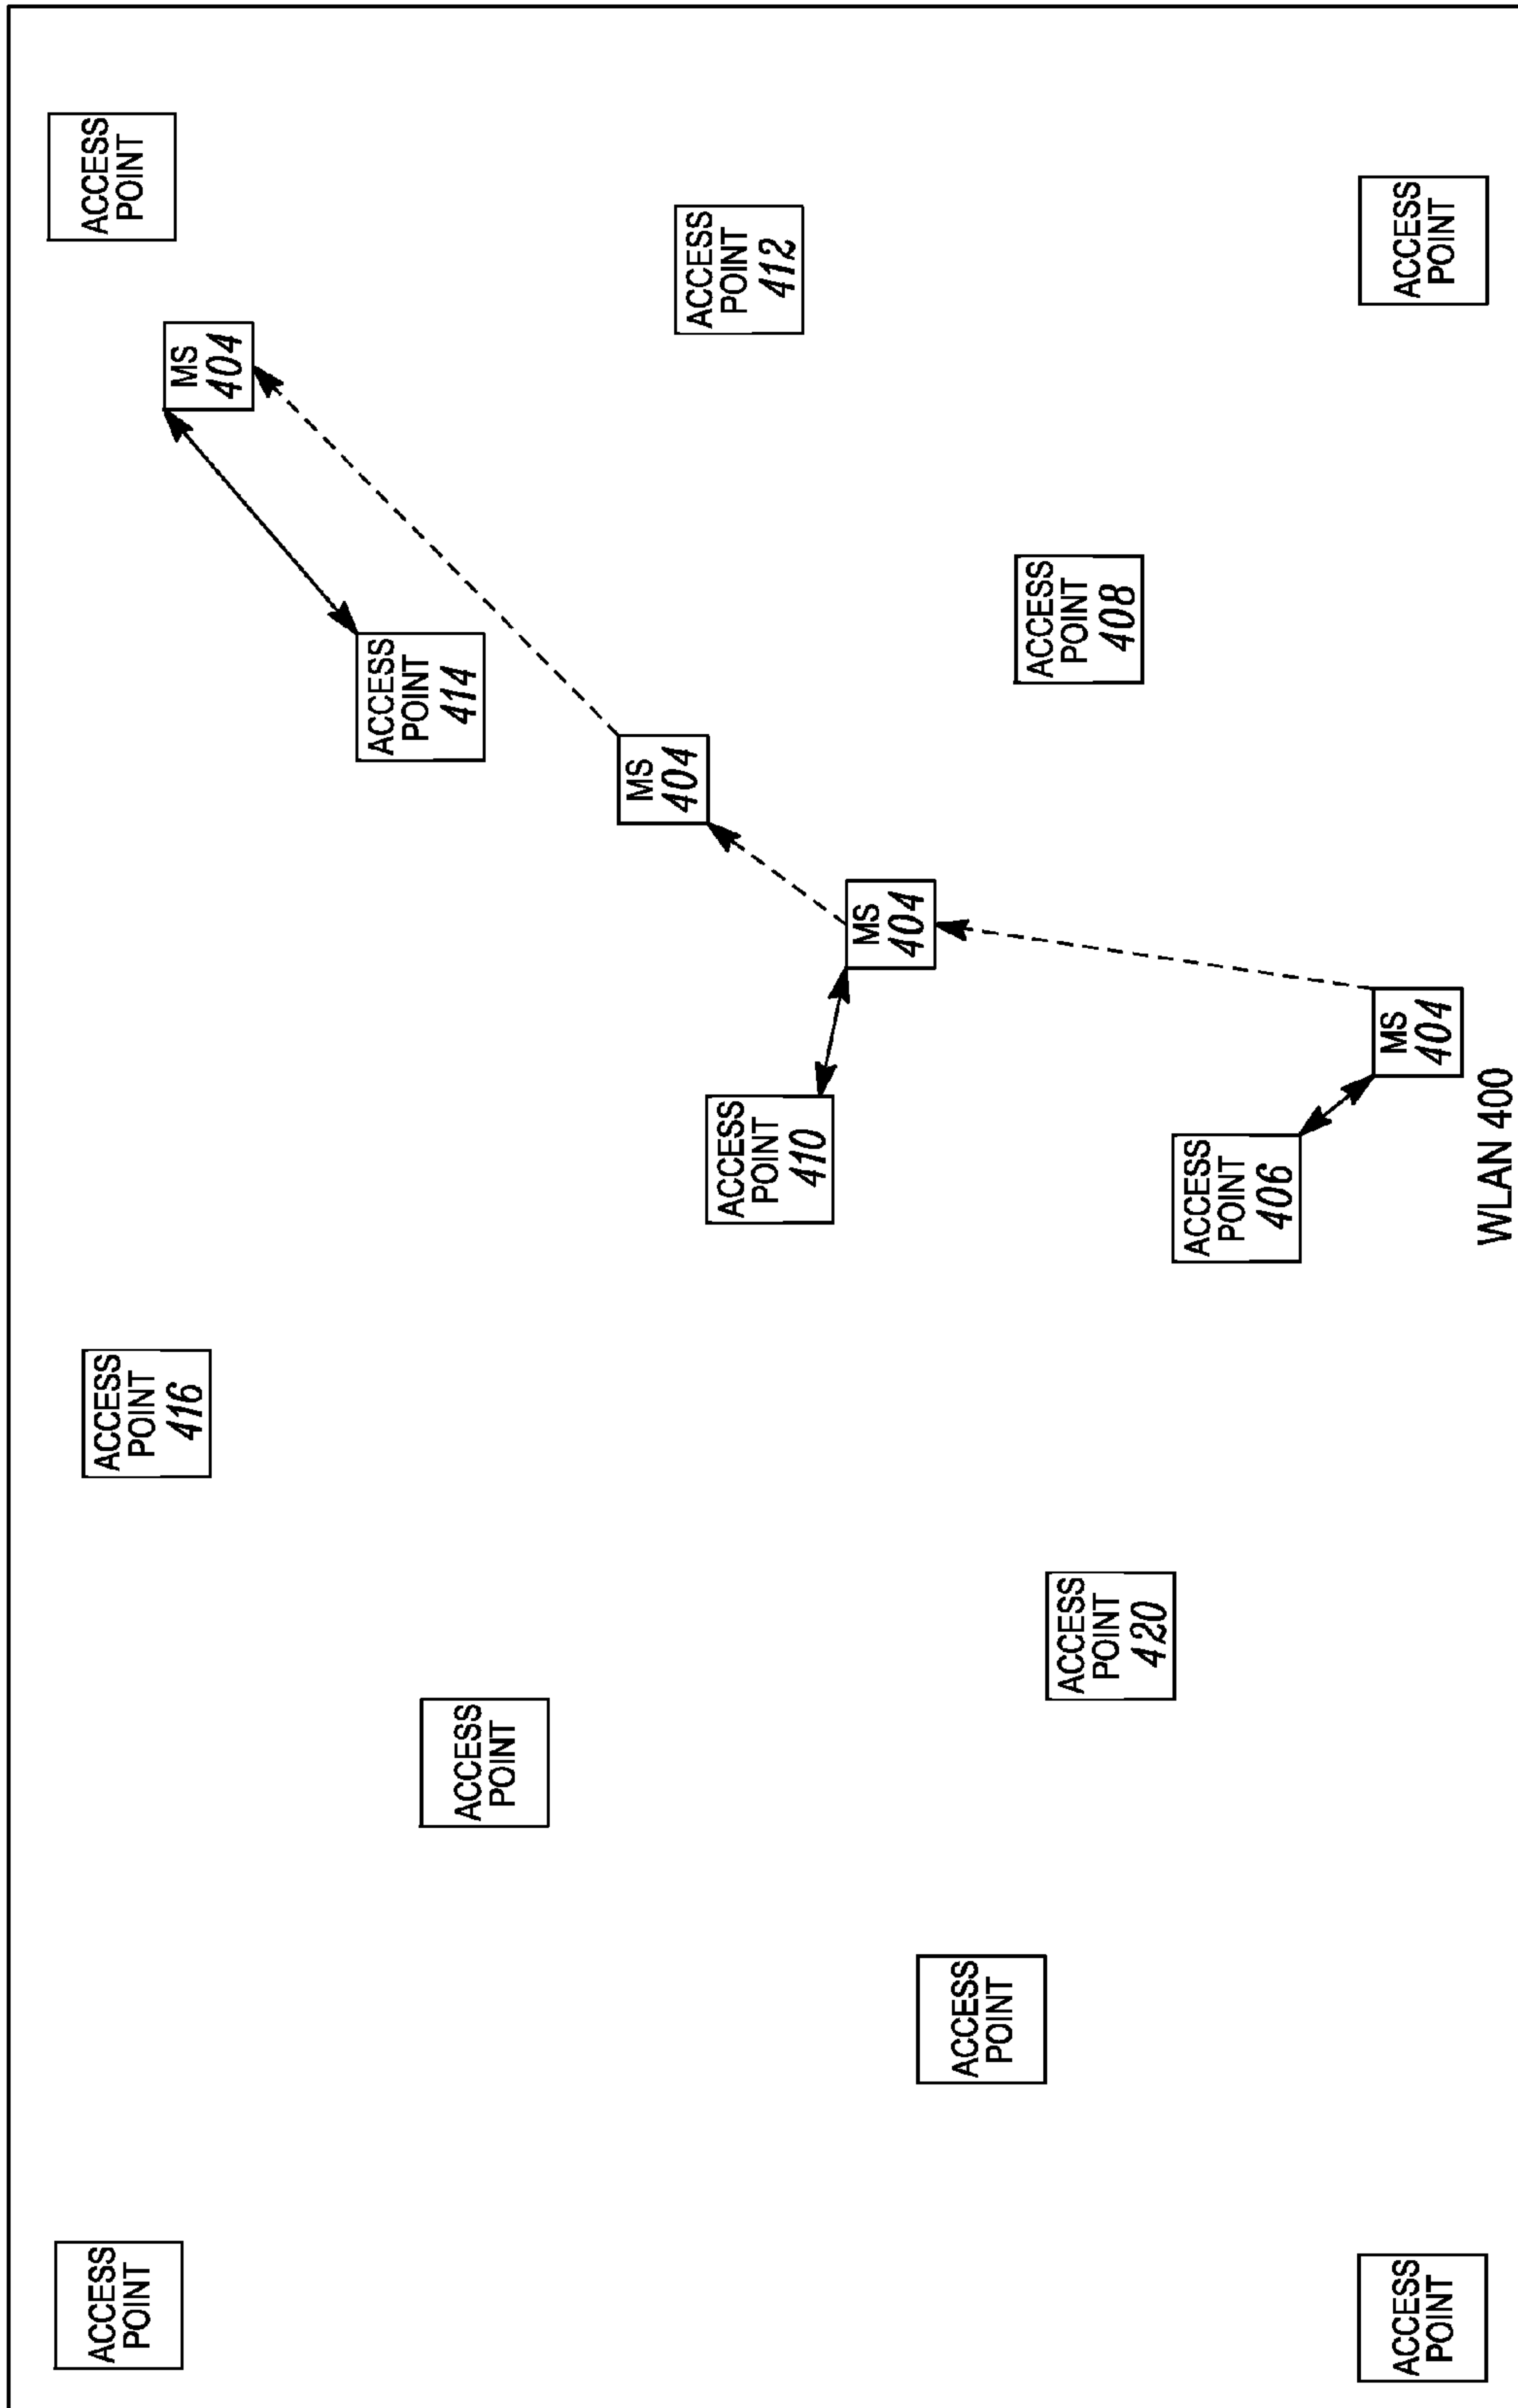 ACCESS
POINT
ACCESS
POINT
416
ACCESS
POINT
MS
404
ACCESS
POINT
ACCESS
POINT
414
MS
404
ACCESS
POINT
410
ACCESS
POINT
412
MS
404
ACCESS
POINT
ACCESS
POINT
420
ACCESS
POINT
408
ACCESS
POINT
406
ACCESS
POINT
MS
404
ACCESS
POINT
WLAN 400